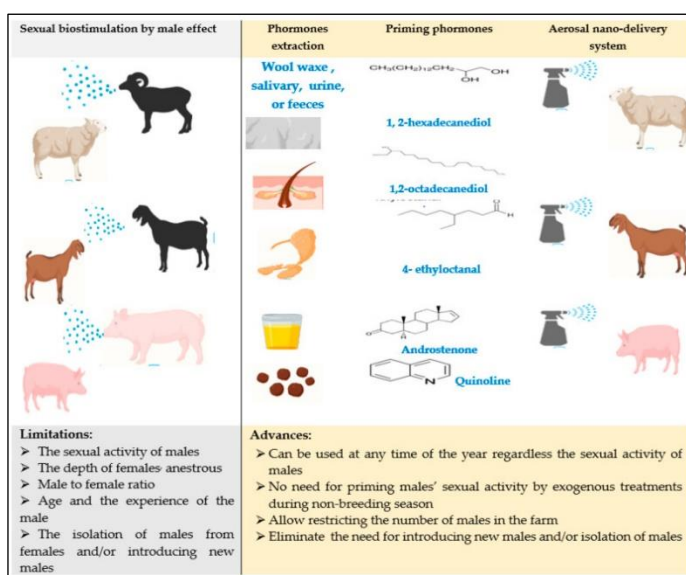 Sexual biostimulation by male effect
Phormones
extraction
Priming phormones
Aerosal nano-delivery
system
Wool waxe ,
salivary, urine,
or feeces
CH3(CH2)12CH2
OH
OH
1, 2-hexadecanediol
1,2-octadecanediol
H
4- ethyloctanal
O
H
Androstenone
N
Quinoline
Limitations:
➢ The sexual activity of males
➢ The depth of females anestrous
➢ Male to female ratio
➢ Age and the experience of the
male
➢ The isolation of males from
females and/or introducing new
males
Advances:
➢ Can be used at any time of the year regardless the sexual activity of
males
➢ No need for priming males' sexual activity by exogenous treatments
during non-breeding season
➢ Allow restricting the number of males in the farm
➢ Eliminate the need for introducing new males and/or isolation of males